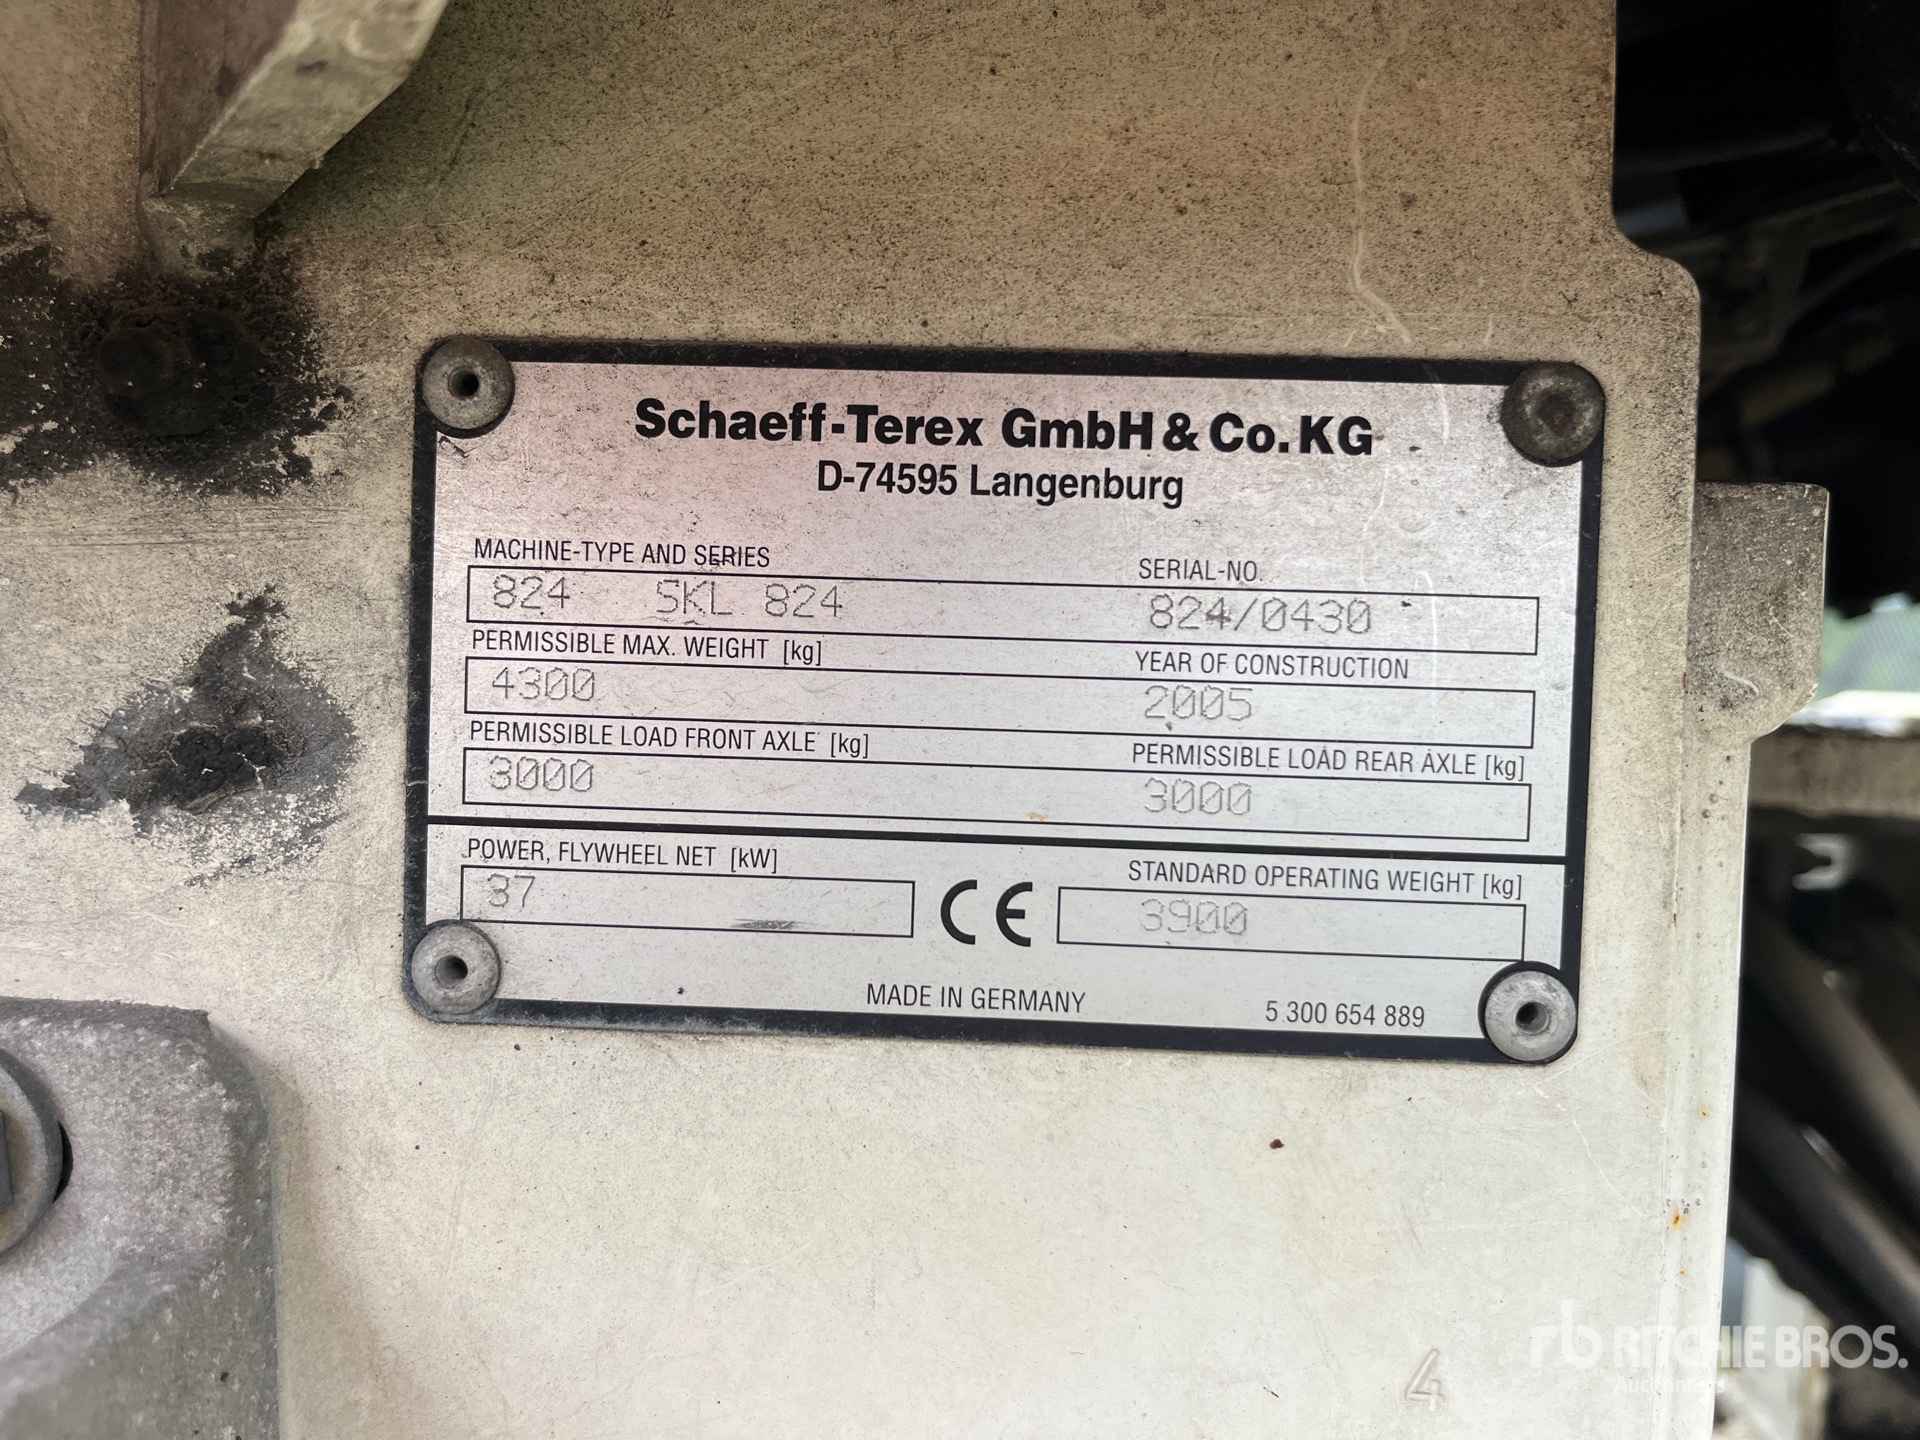 Schaeff-Terex GmbH & Co. KG
D-74595 Langenburg
MACHINE-TYPE AND SERIES SERIAL-NO.
824 SKL 824 824/0430
PERMISSIBLE MAX. WEIGHT [kg] YEAR OF CONSTRUCTION
4300 2005
PERMISSIBLE LOAD FRONT AXLE [kg] PERMISSIBLE LOAD REAR AXLE [kg]
3000 3000
POWER, FLYWHEEL NET [kW] STANDARD OPERATING WEIGHT [kg]
37 CE 3900
MADE IN GERMANY 5 300 654 889
4
rb RITCHIE BROS.
Auctioneers